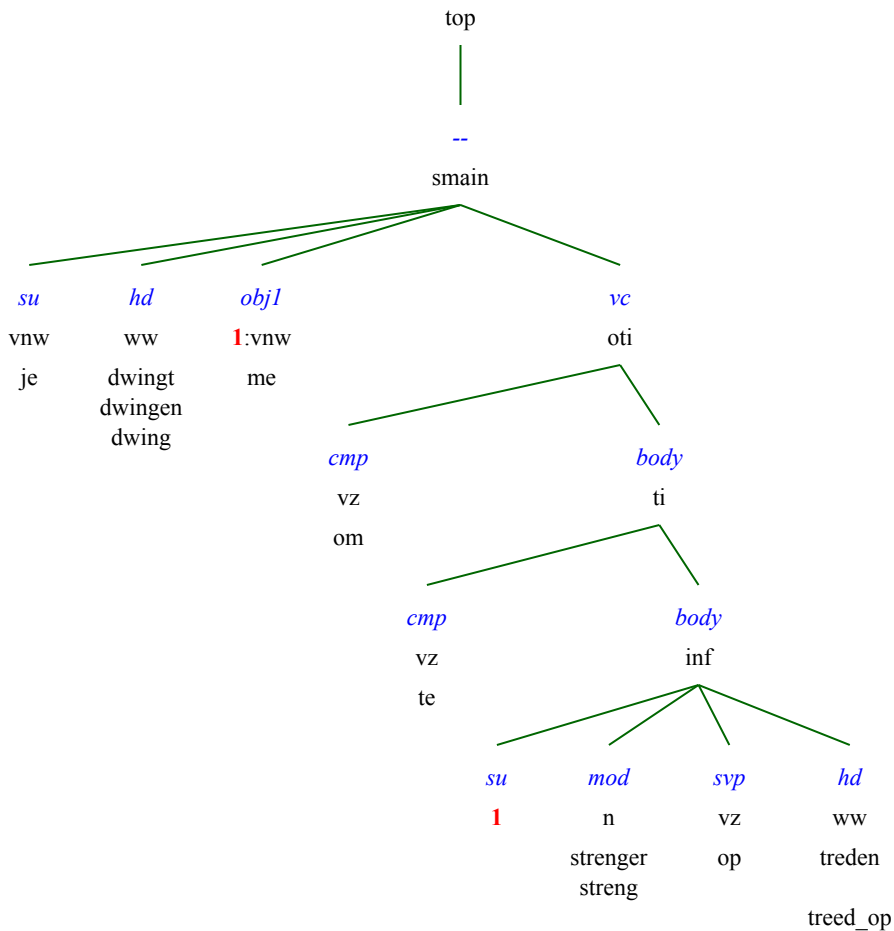 top
--
smain
su hd obj1 vc
vnw ww 1:vnw oti
je dwingt me
dwingen
dwing
cmp body
vz ti
om
cmp body
vz inf
te
su mod svp hd
1 n vz ww
strenger op treden
streng
treed_op